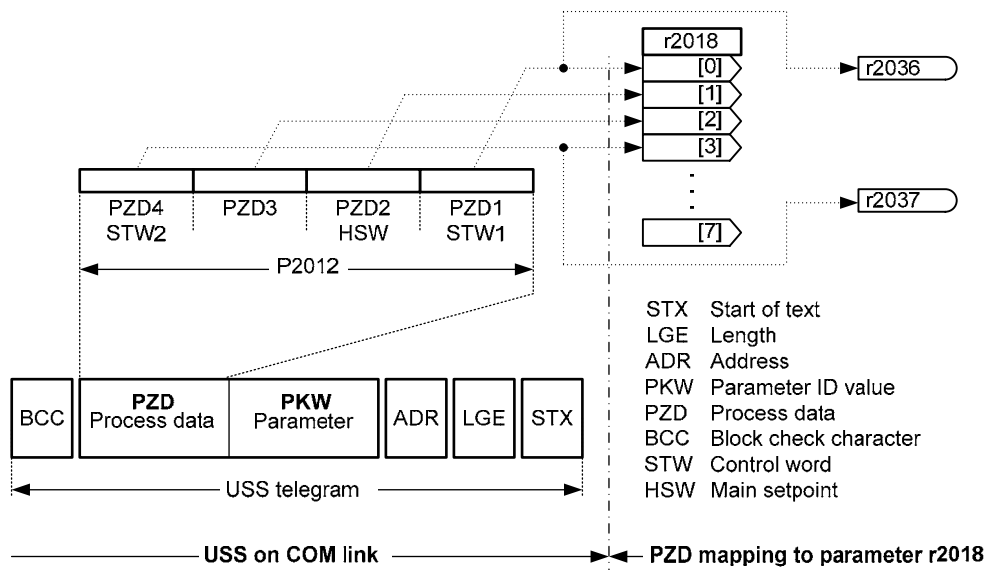 r2018
[0]
r2036
[1]
[2]
[3]
PZD4 PZD3 PZD2 PZD1
STW2 HSW STW1
r2037
[7]
P2012
STX Start of text
LGE Length
ADR Address
PKW Parameter ID value
PZD Process data
BCC Block check character
STW Control word
HSW Main setpoint
BCC
PZD
Process data
PKW
Parameter
ADR
LGE
STX
USS telegram
USS on COM link
PZD mapping to parameter r2018